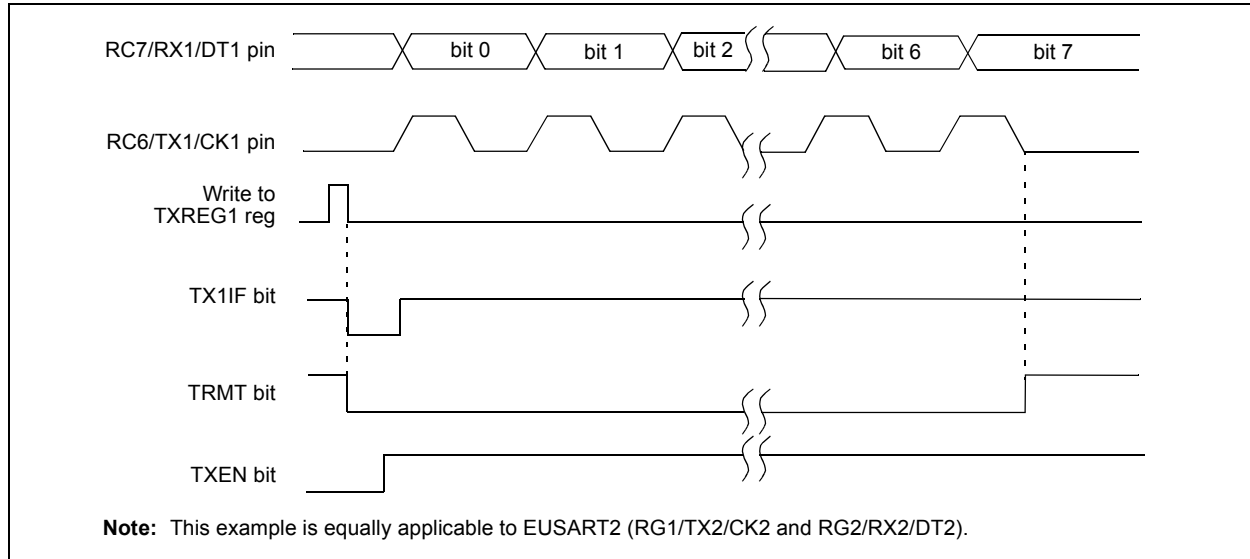 RC7/RX1/DT1 pin
bit 0
bit 1
bit 2
bit 6
bit 7
RC6/TX1/CK1 pin
Write to
TXREG1 reg
TX1IF bit
TRMT bit
TXEN bit
Note: This example is equally applicable to EUSART2 (RG1/TX2/CK2 and RG2/RX2/DT2).